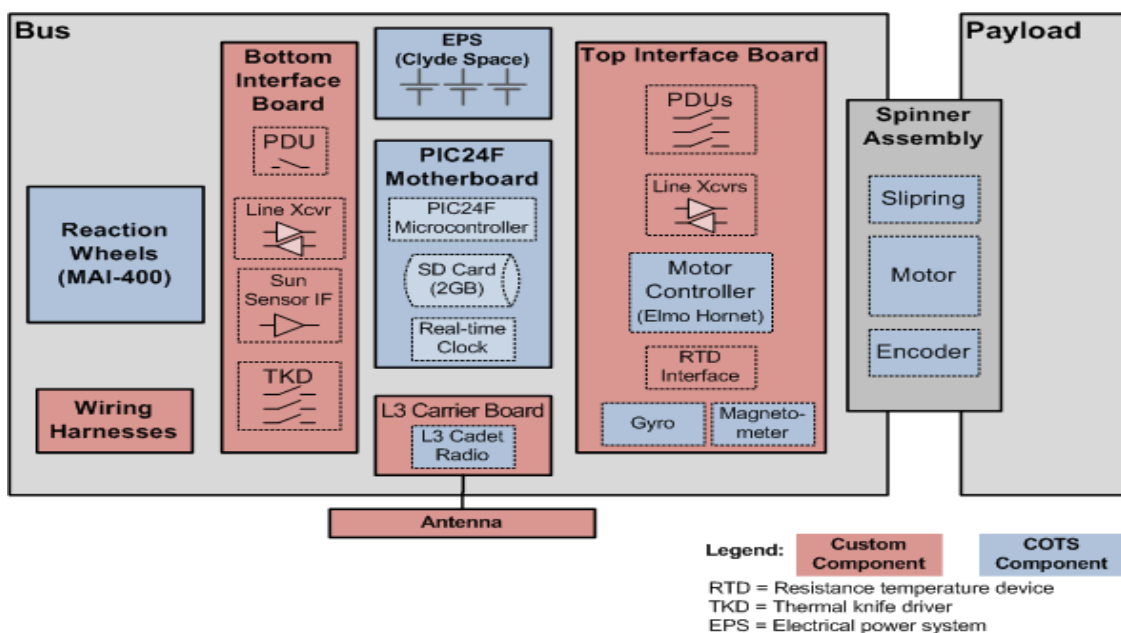 Bus
Bottom
Interface
Board
PDU
Line Xcvr
Sun
Sensor IF
TKD
Reaction
Wheels
(MAI-400)
Wiring
Harnesses
EPS
(Clyde Space)
PIC24F
Motherboard
PIC24F
Microcontroller
SD Card
(2GB)
Real-time
Clock
L3 Carrier Board
L3 Cadet
Radio
Antenna
Top Interface Board
PDUs
Line Xcvrs
Motor
Controller
(Elmo Hornet)
RTD
Interface
Gyro
Magneto-
meter
Spinner
Assembly
Slipring
Motor
Encoder
Payload
Legend:
Custom
Component
COTS
Component
RTD = Resistance temperature device
TKD = Thermal knife driver
EPS = Electrical power system